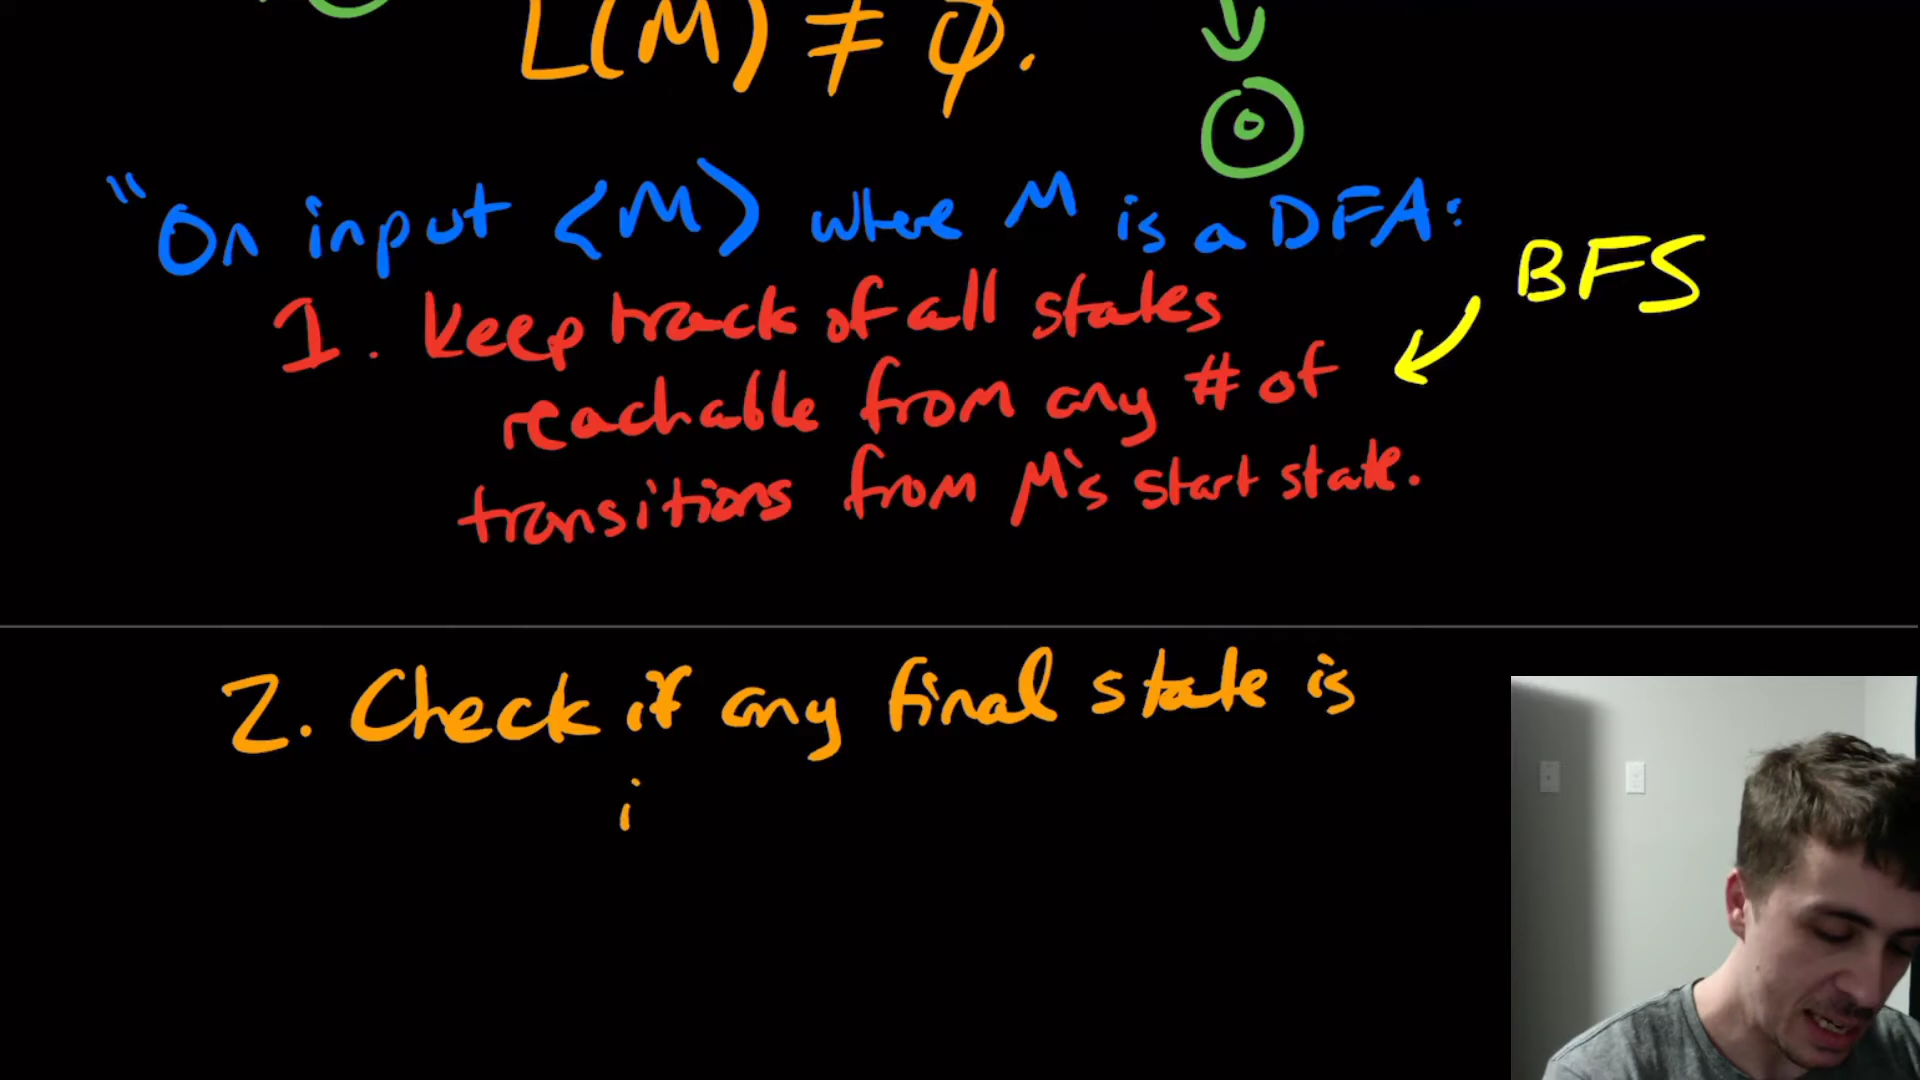 L(M) ≠ ϕ.
"On input <M> where M is a DFA:
BFS
1. Keep track of all states
reachable from any # of
transitions from M's start state.
2. Check if any final state is
i